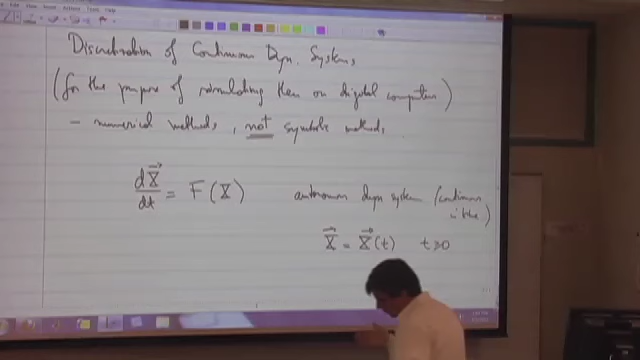 Discretization of Continuous Dyn. Systems
(for the purpose of simulating them on digital computers)
- numerical methods, not symbolic methods.
dX/dt = F(X) autonomous dyn system (continuous
in time)
X = X(t) t≥0